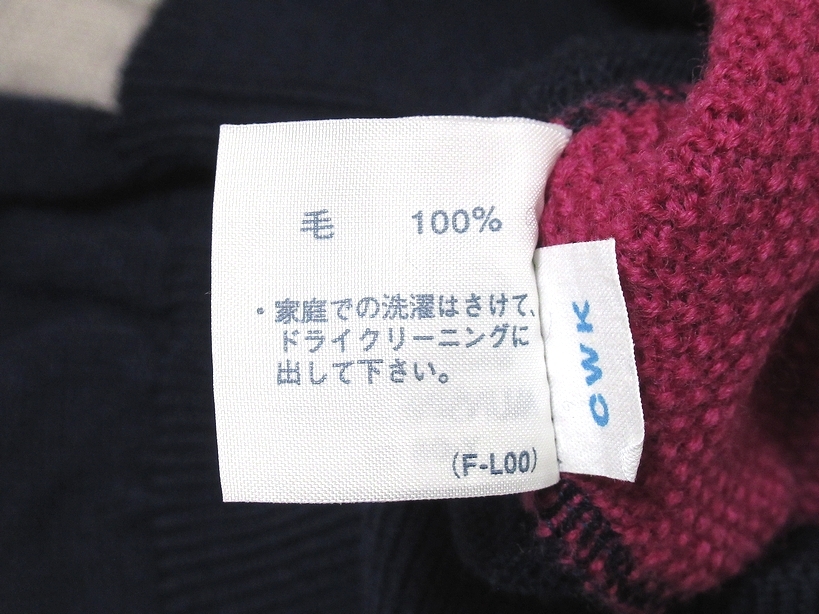 毛 100%
・家庭での洗濯はさけて、
ドライクリーニングに
出して下さい。
(F-L00)
CWK